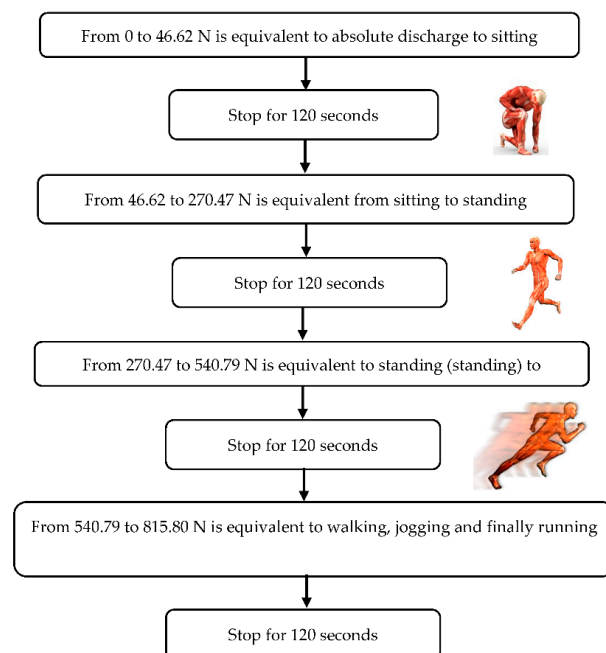 From 0 to 46.62 N is equivalent to absolute discharge to sitting
Stop for 120 seconds
From 46.62 to 270.47 N is equivalent from sitting to standing
Stop for 120 seconds
From 270.47 to 540.79 N is equivalent to standing (standing) to
Stop for 120 seconds
From 540.79 to 815.80 N is equivalent to walking, jogging and finally running
Stop for 120 seconds